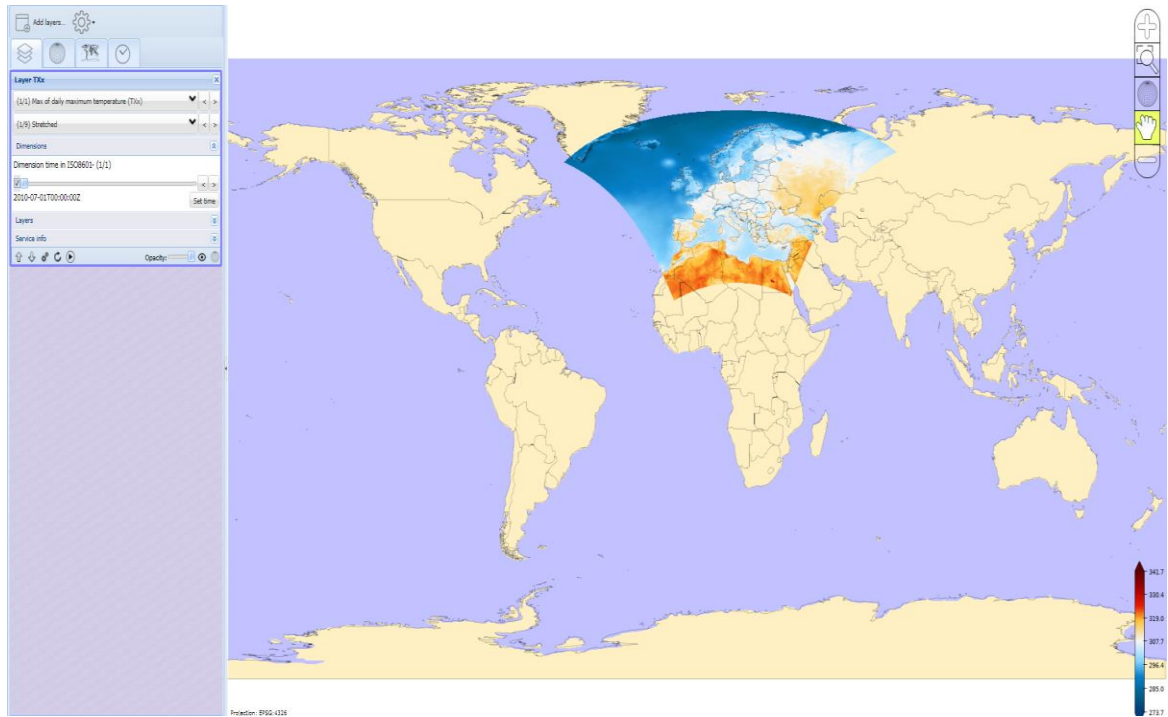 Add layers...
Layer TXx
(1/1) Max of daily maximum temperature (TXx)
(1/9) Stretched
Dimensions
Dimension time in ISO8601- (1/1)
2010-07-01T00:00:00Z
Set time
Layers
Service info
Opacity:
341.7
330.4
319.0
307.7
296.4
285.0
273.7
Projection: EPSG:4326